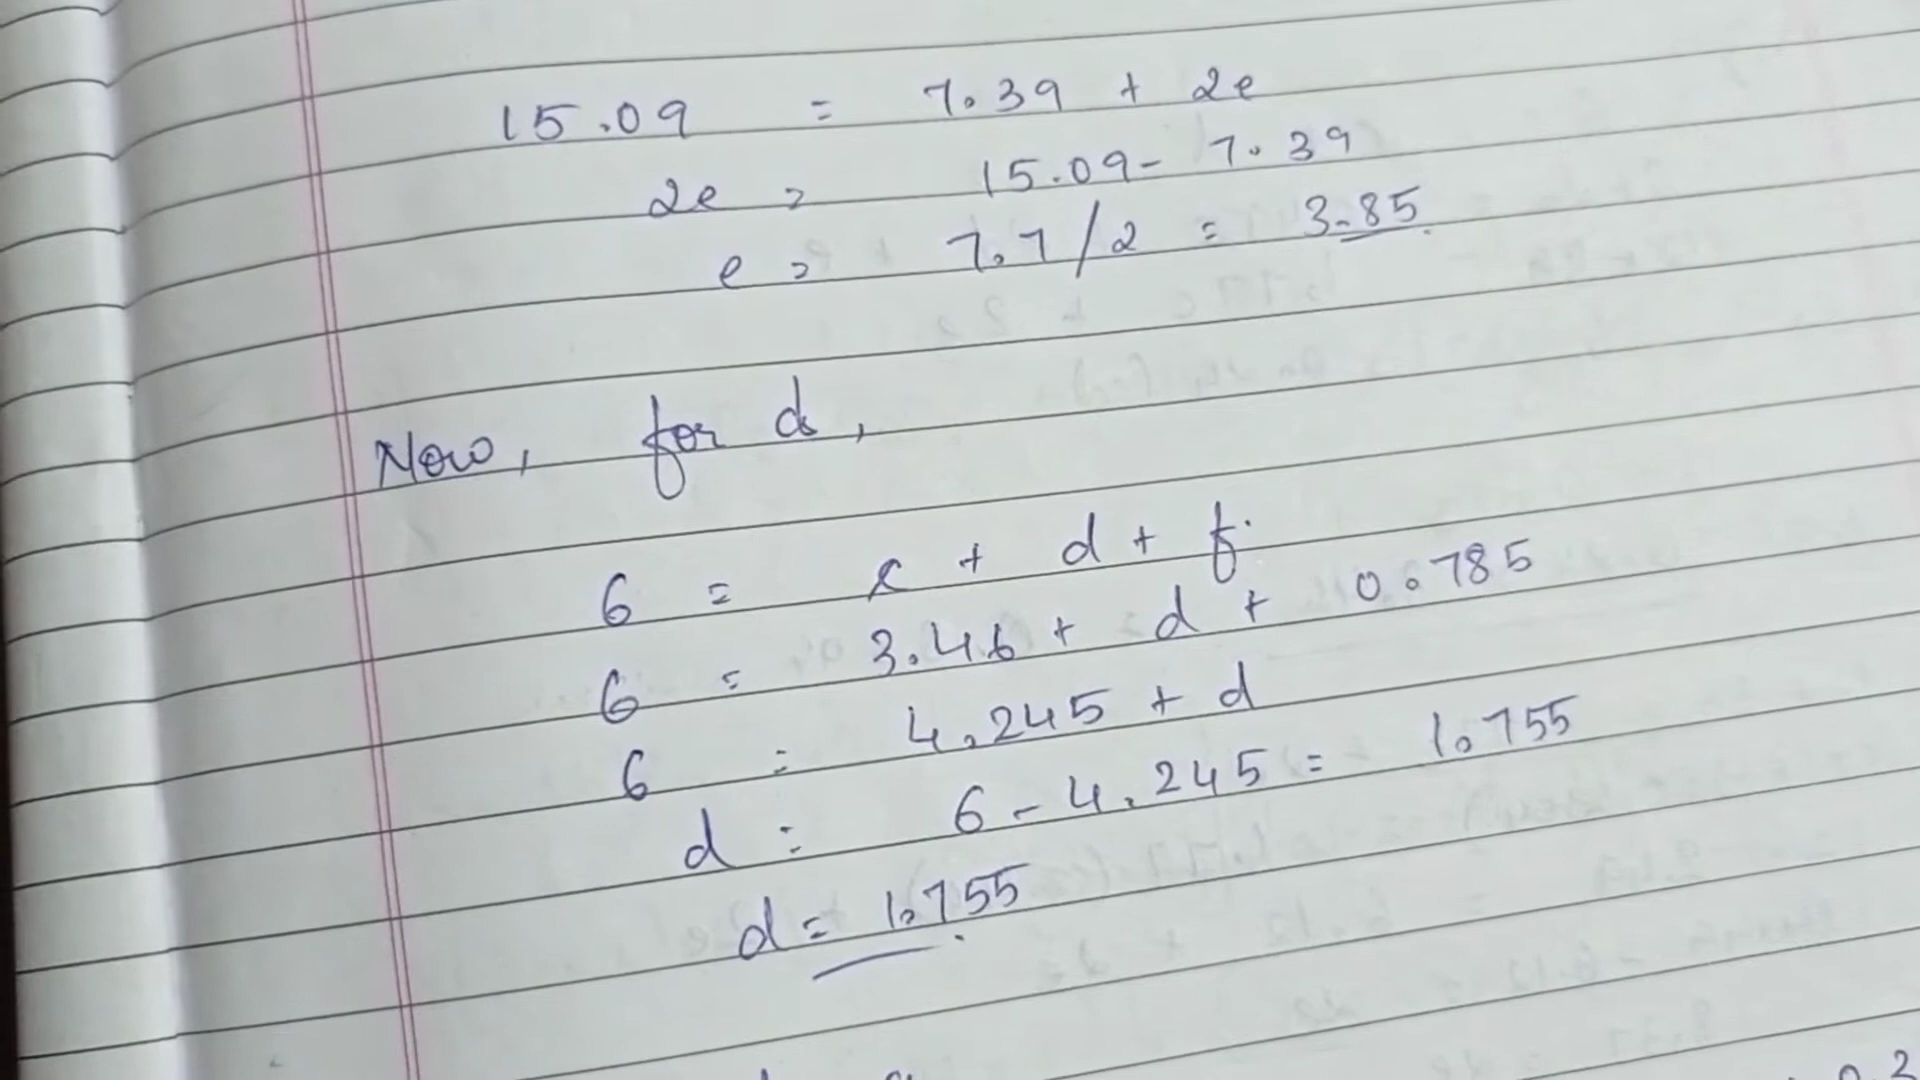 15.09 = 7.39 + 2e
2e = 15.09 - 7.39
e = 7.7/2 = 3.85
Now, for d,
6 = c + d + f
6 = 3.46 + d + 0.785
6 = 4.245 + d
d = 6 - 4.245 = 1.755
d = 1.755